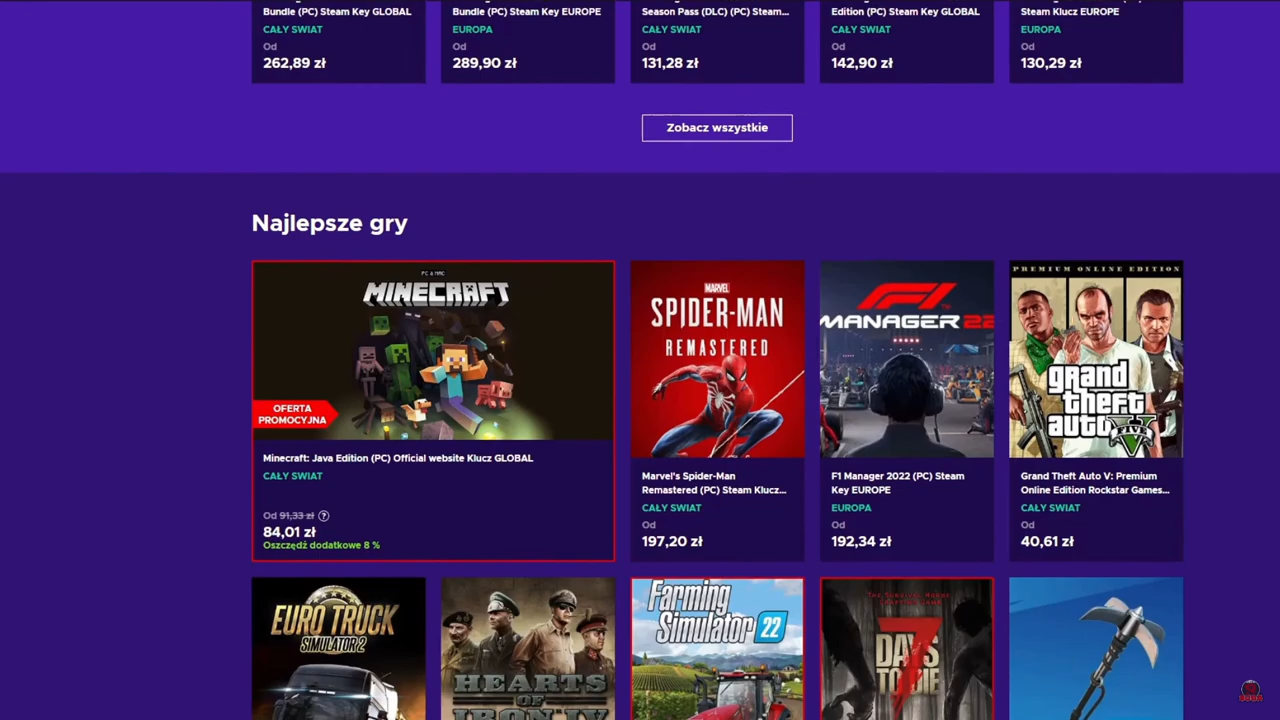 Bundle (PC) Steam Key GLOBAL
CAŁY ŚWIAT
Od
262,89 zł
Bundle (PC) Steam Key EUROPE
EUROPA
Od
289,90 zł
Season Pass (DLC) (PC) Steam...
CAŁY ŚWIAT
Od
131,28 zł
Edition (PC) Steam Key GLOBAL
CAŁY ŚWIAT
Od
142,90 zł
Steam Klucz EUROPE
EUROPA
Od
130,29 zł
Zobacz wszystkie
Najlepsze gry
PC & MAC
MINECRAFT
OFERTA
PROMOCYJNA
Minecraft: Java Edition (PC) Official website Klucz GLOBAL
CAŁY ŚWIAT
Od 91,33 zł ?
84,01 zł
Oszczędź dodatkowe 8 %
MARVEL
SPIDER-MAN
REMASTERED
Marvel's Spider-Man
Remastered (PC) Steam Klucz...
CAŁY ŚWIAT
Od
197,20 zł
F1
MANAGER 22
F1 Manager 2022 (PC) Steam
Key EUROPE
EUROPA
Od
192,34 zł
PREMIUM ONLINE EDITION
grand
theft
auto V
FIVE
Grand Theft Auto V: Premium
Online Edition Rockstar Games...
CAŁY ŚWIAT
Od
40,61 zł
EURO TRUCK
SIMULATOR 2
HEARTS
OF
IRON IV
Farming
Simulator 22
THE SURVIVAL HORDE
CRAFTING GAME
7
DAYS
TO DIE